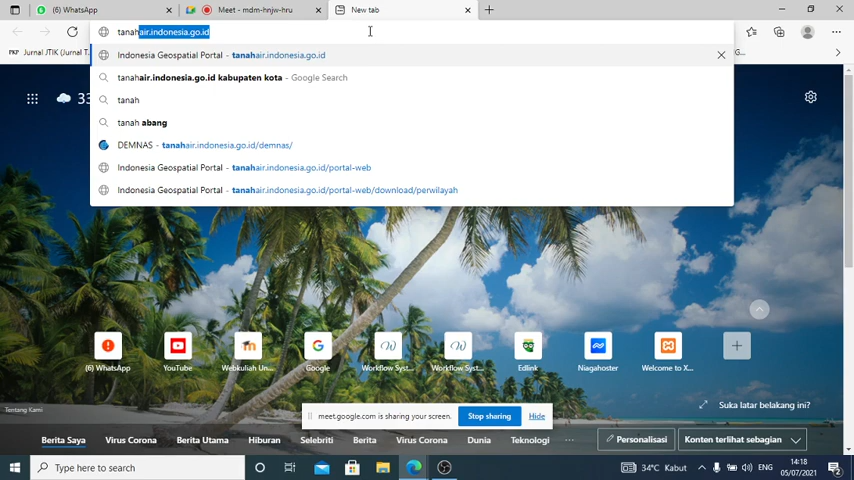 (6) WhatsApp
Meet - mdm-hnjw-hru
New tab
tanahair.indonesia.go.id
PKP Jurnal JTIK (Jurnal T...
Indonesia Geospatial Portal - tanahair.indonesia.go.id
tanahair.indonesia.go.id kabupaten kota - Google Search
tanah
tanah abang
DEMNAS - tanahair.indonesia.go.id/demnas/
Indonesia Geospatial Portal - tanahair.indonesia.go.id/portal-web
Indonesia Geospatial Portal - tanahair.indonesia.go.id/portal-web/download/perwilayah
33
G...
(6) WhatsApp
YouTube
Webkuliah Un...
Google
Workflow Syst...
Workflow Syst...
Edlink
Niagahoster
Welcome to X...
Suka latar belakang ini?
Tentang Kami
meet.google.com is sharing your screen.
Stop sharing
Hide
Berita Saya
Virus Corona
Berita Utama
Hiburan
Selebriti
Berita
Virus Corona
Dunia
Teknologi
...
Personalisasi
Konten terlihat sebagian
Type here to search
34°C Kabut
ENG
14:18
05/07/2021
2